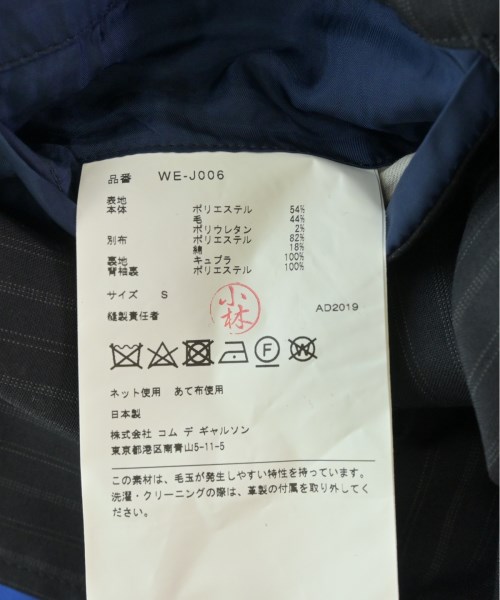 品番 WE-J006
表地
本体 ポリエステル 54%
毛 44%
ポリウレタン 2%
別布 ポリエステル 82%
綿 18%
裏地 キュプラ 100%
背袖裏 ポリエステル 100%
サイズ S
小林
縫製責任者 AD2019
ネット使用 あて布使用
日本製
株式会社 コム デ ギャルソン
東京都港区南青山5-11-5
この素材は、毛玉が発生しやすい特性を持っています。
洗濯・クリーニングの際は、革製の付属を取り外してく
ださい。